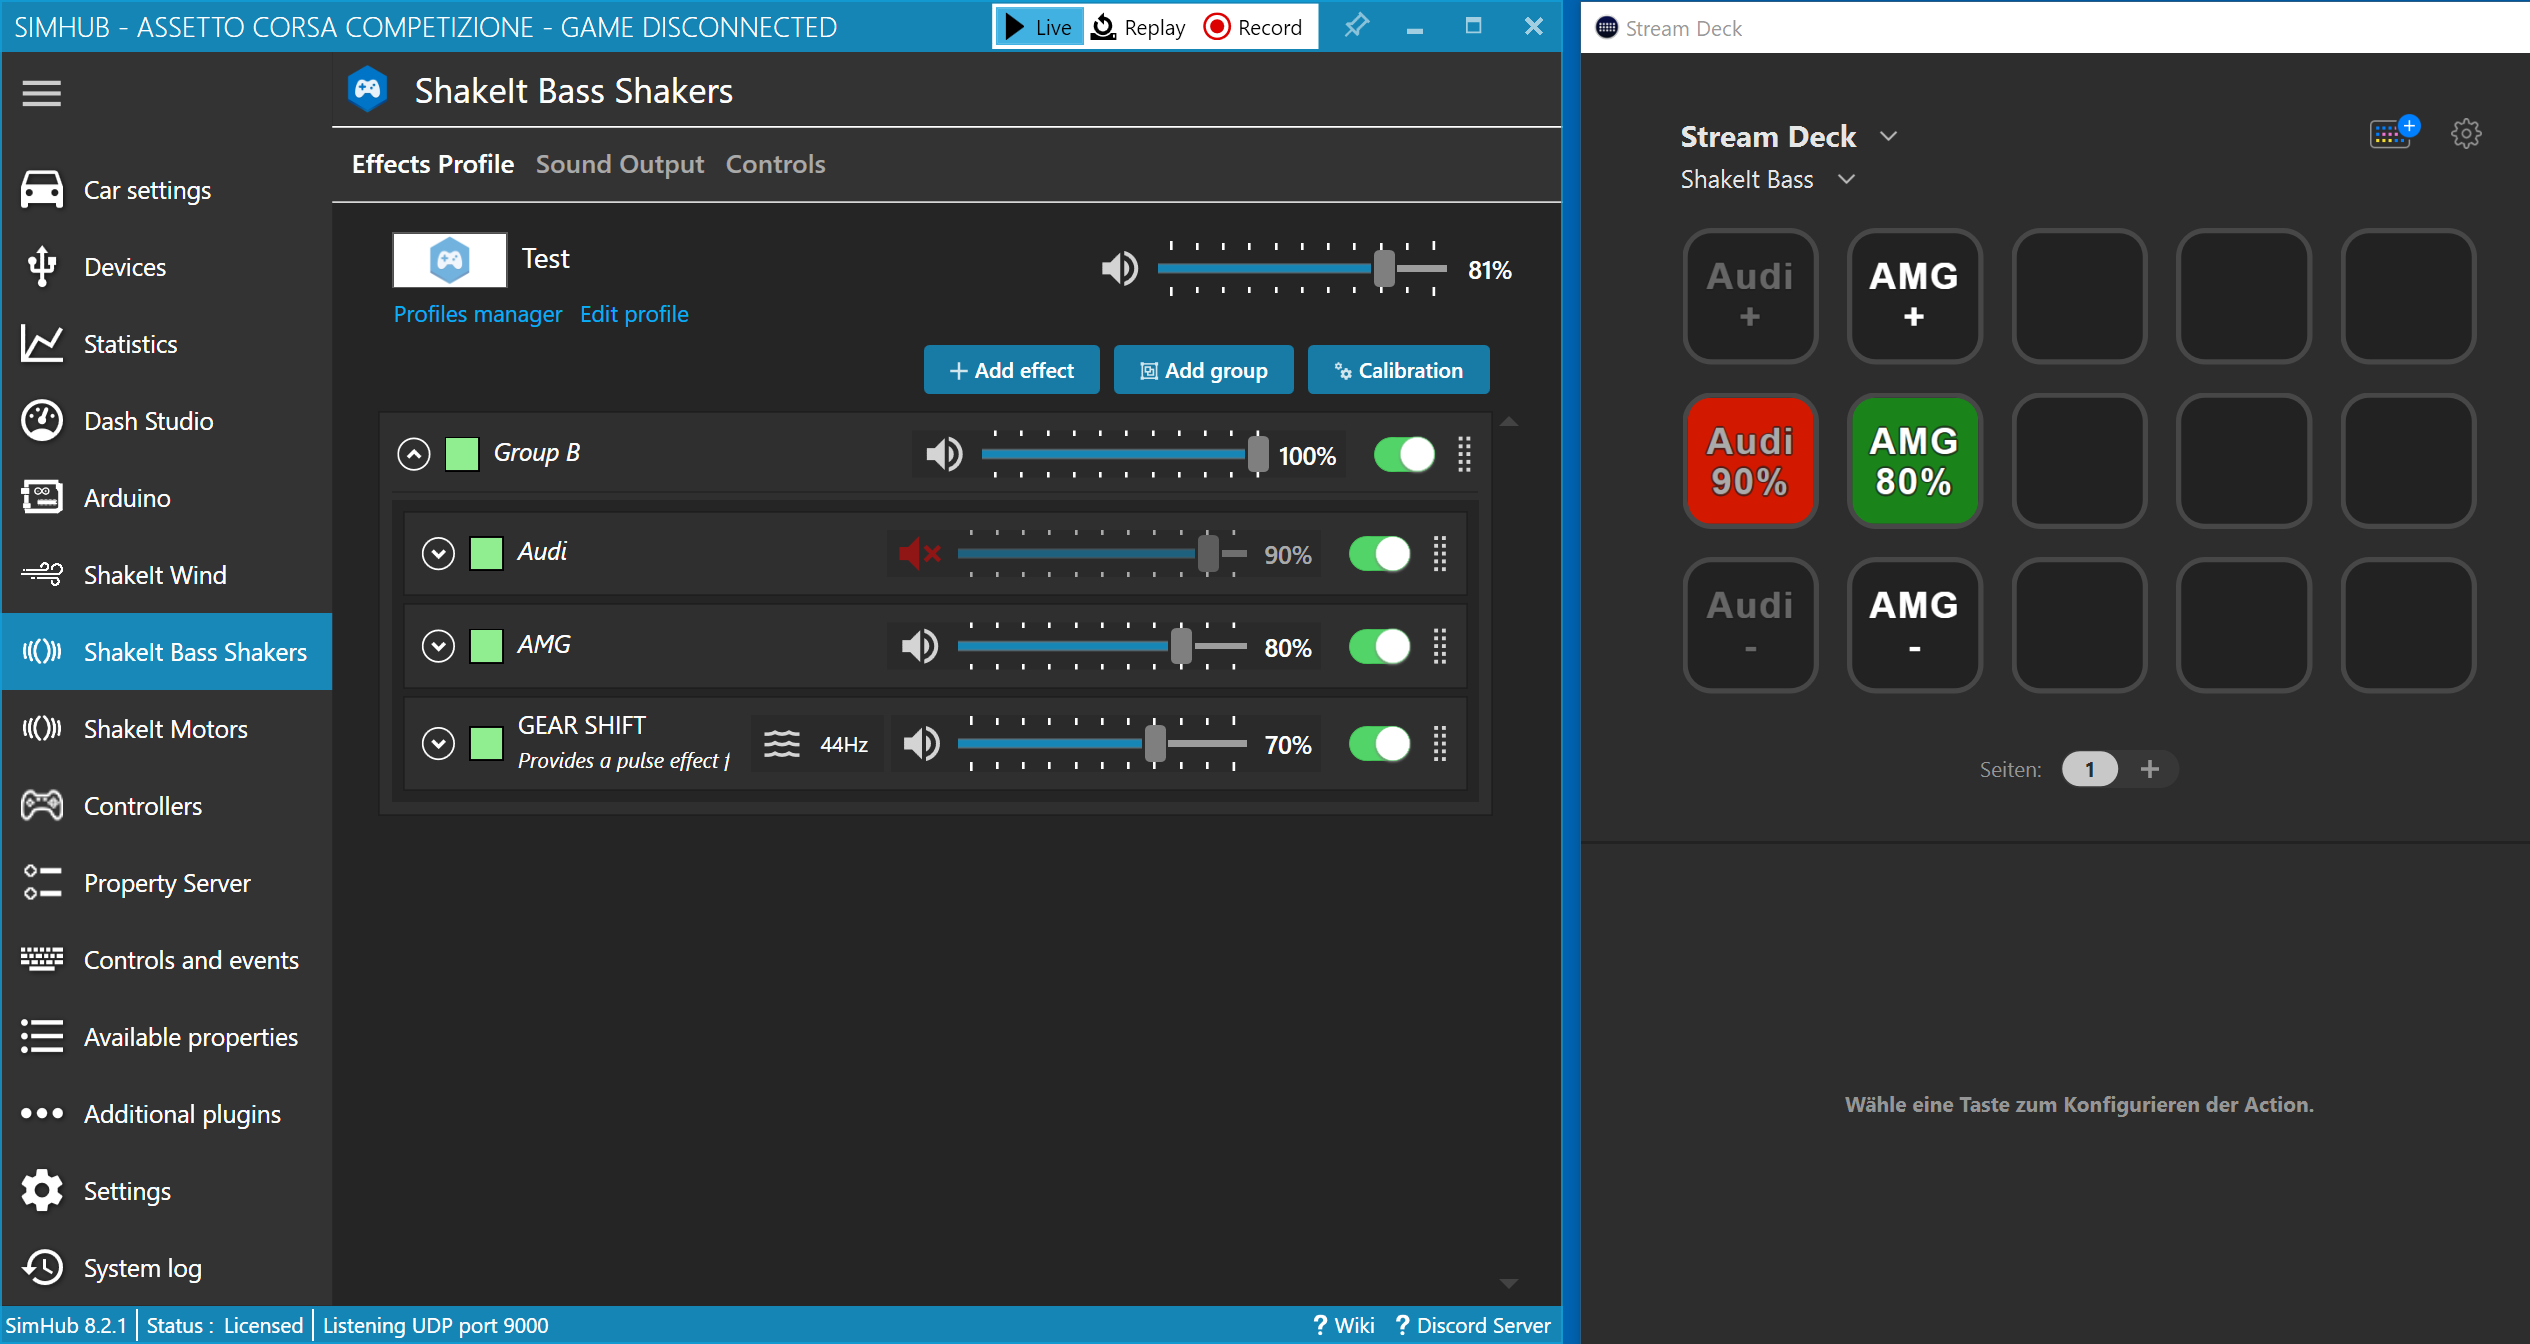 SIMHUB - ASSETTO CORSA COMPETIZIONE - GAME DISCONNECTED
Live
Replay
Record
ShakeIt Bass Shakers
Effects Profile
Sound Output
Controls
Car settings
Devices
Statistics
Dash Studio
Arduino
ShakeIt Wind
ShakeIt Bass Shakers
ShakeIt Motors
Controllers
Property Server
Controls and events
Available properties
Additional plugins
Settings
System log
Test
81%
Profiles manager
Edit profile
Add effect
Add group
Calibration
Group B
100%
Audi
90%
AMG
80%
GEAR SHIFT
Provides a pulse effect f
44Hz
70%
SimHub 8.2.1
Status : Licensed
Listening UDP port 9000
? Wiki
? Discord Server
Stream Deck
Stream Deck
ShakeIt Bass
Audi
+
AMG
+
Audi
90%
AMG
80%
Audi
-
AMG
-
Seiten:
1
+
Wähle eine Taste zum Konfigurieren der Action.